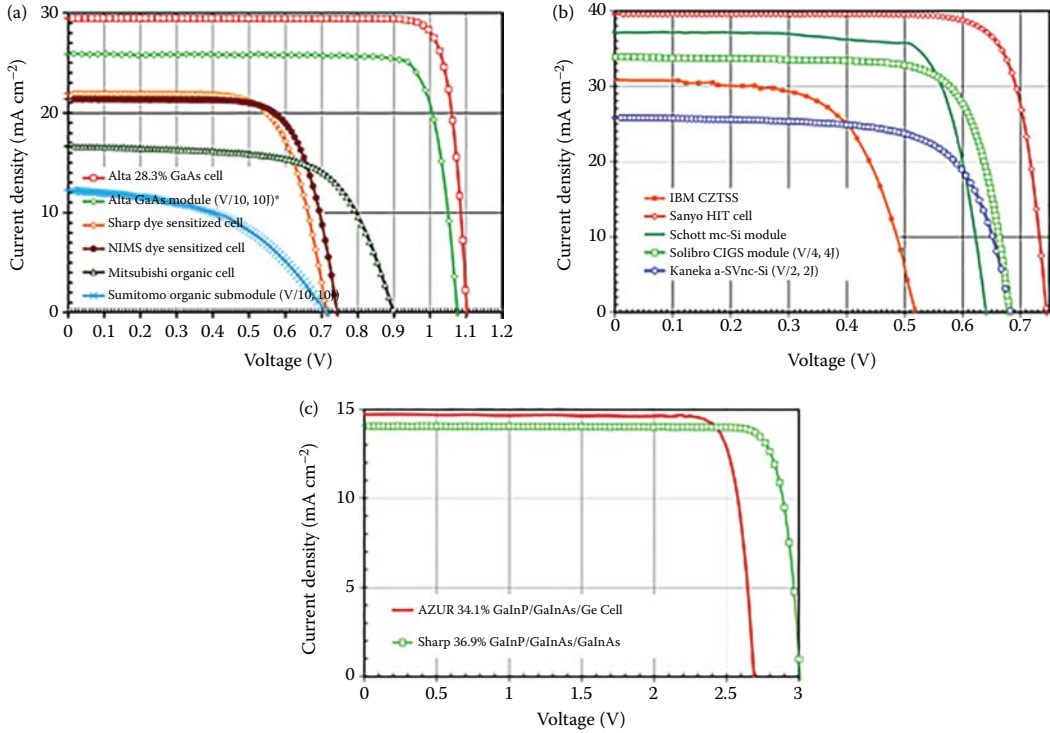 (a)
30
20
10
0
Current density (mA cm−2)
Alta 28.3% GaAs cell
Alta GaAs module (V/10, 10J)*
Sharp dye sensitized cell
NIMS dye sensitized cell
Mitsubishi organic cell
Sumitomo organic submodule (V/10, 10J)
0 0.1 0.2 0.3 0.4 0.5 0.6 0.7 0.8 0.9 1 1.1 1.2
Voltage (V)
(b)
40
30
20
10
0
Current density (mA cm−2)
IBM CZTSS
Sanyo HIT cell
Schott mc-Si module
Solibro CIGS module (V/4, 4J)
Kaneka a-SVnc-Si (V/2, 2J)
0 0.1 0.2 0.3 0.4 0.5 0.6 0.7
Voltage (V)
(c)
15
10
5
0
Current density (mA cm−2)
AZUR 34.1% GaInP/GaInAs/Ge Cell
Sharp 36.9% GaInP/GaInAs/GaInAs
0 0.5 1 1.5 2 2.5 3
Voltage (V)